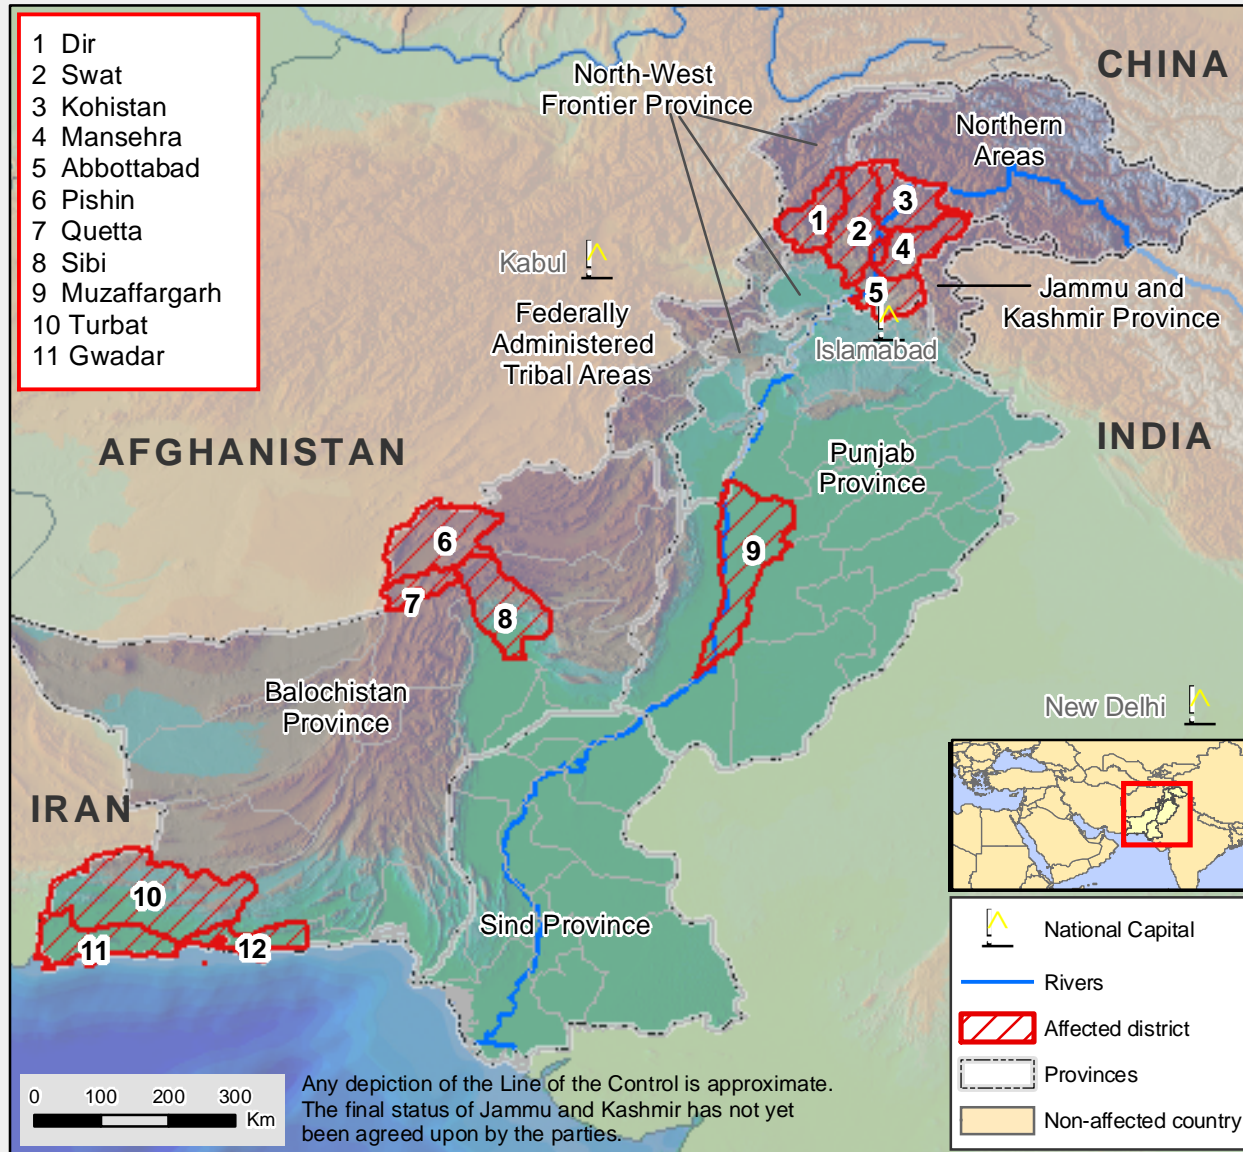 1 Dir
2 Swat
3 Kohistan
4 Mansehra
5 Abbottabad
6 Pishin
7 Quetta
8 Sibi
9 Muzaffargarh
10 Turbat
11 Gwadar
CHINA
North-West
Frontier Province
Northern
Areas
1
2
3
4
5
Kabul
Jammu and
Kashmir Province
Federally
Administered
Tribal Areas
Islamabad
AFGHANISTAN
INDIA
Punjab
Province
6
7
8
9
Balochistan
Province
New Delhi
IRAN
10
11
12
Sind Province
National Capital
Rivers
Affected district
Provinces
Non-affected country
0 100 200 300
Km
Any depiction of the Line of the Control is approximate.
The final status of Jammu and Kashmir has not yet
been agreed upon by the parties.